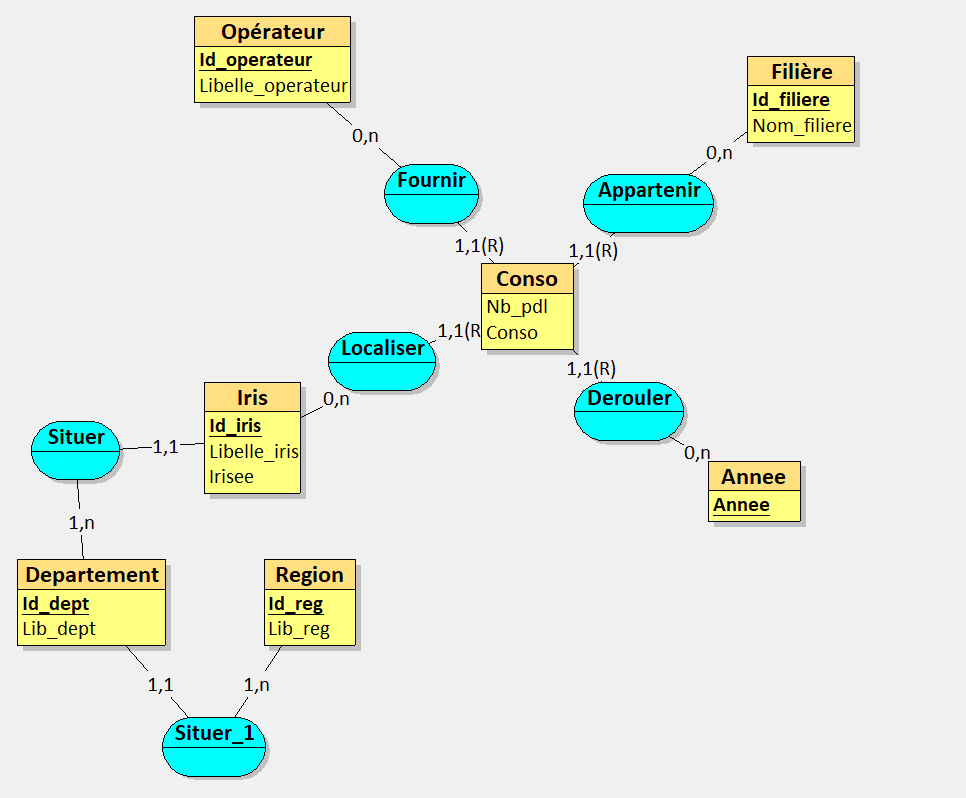 Opérateur
Id_operateur
Libelle_operateur
Filière
Id_filiere
Nom_filiere
0,n
0,n
Fournir
Appartenir
1,1(R)
1,1(R)
Conso
Nb_pdl
Conso
1,1(R
Localiser
1,1(R)
Derouler
0,n
Annee
Annee
Iris
Id_iris
Libelle_iris
Irisee
0,n
Situer
1,1
1,n
Departement
Id_dept
Lib_dept
Region
Id_reg
Lib_reg
1,1
1,n
Situer_1